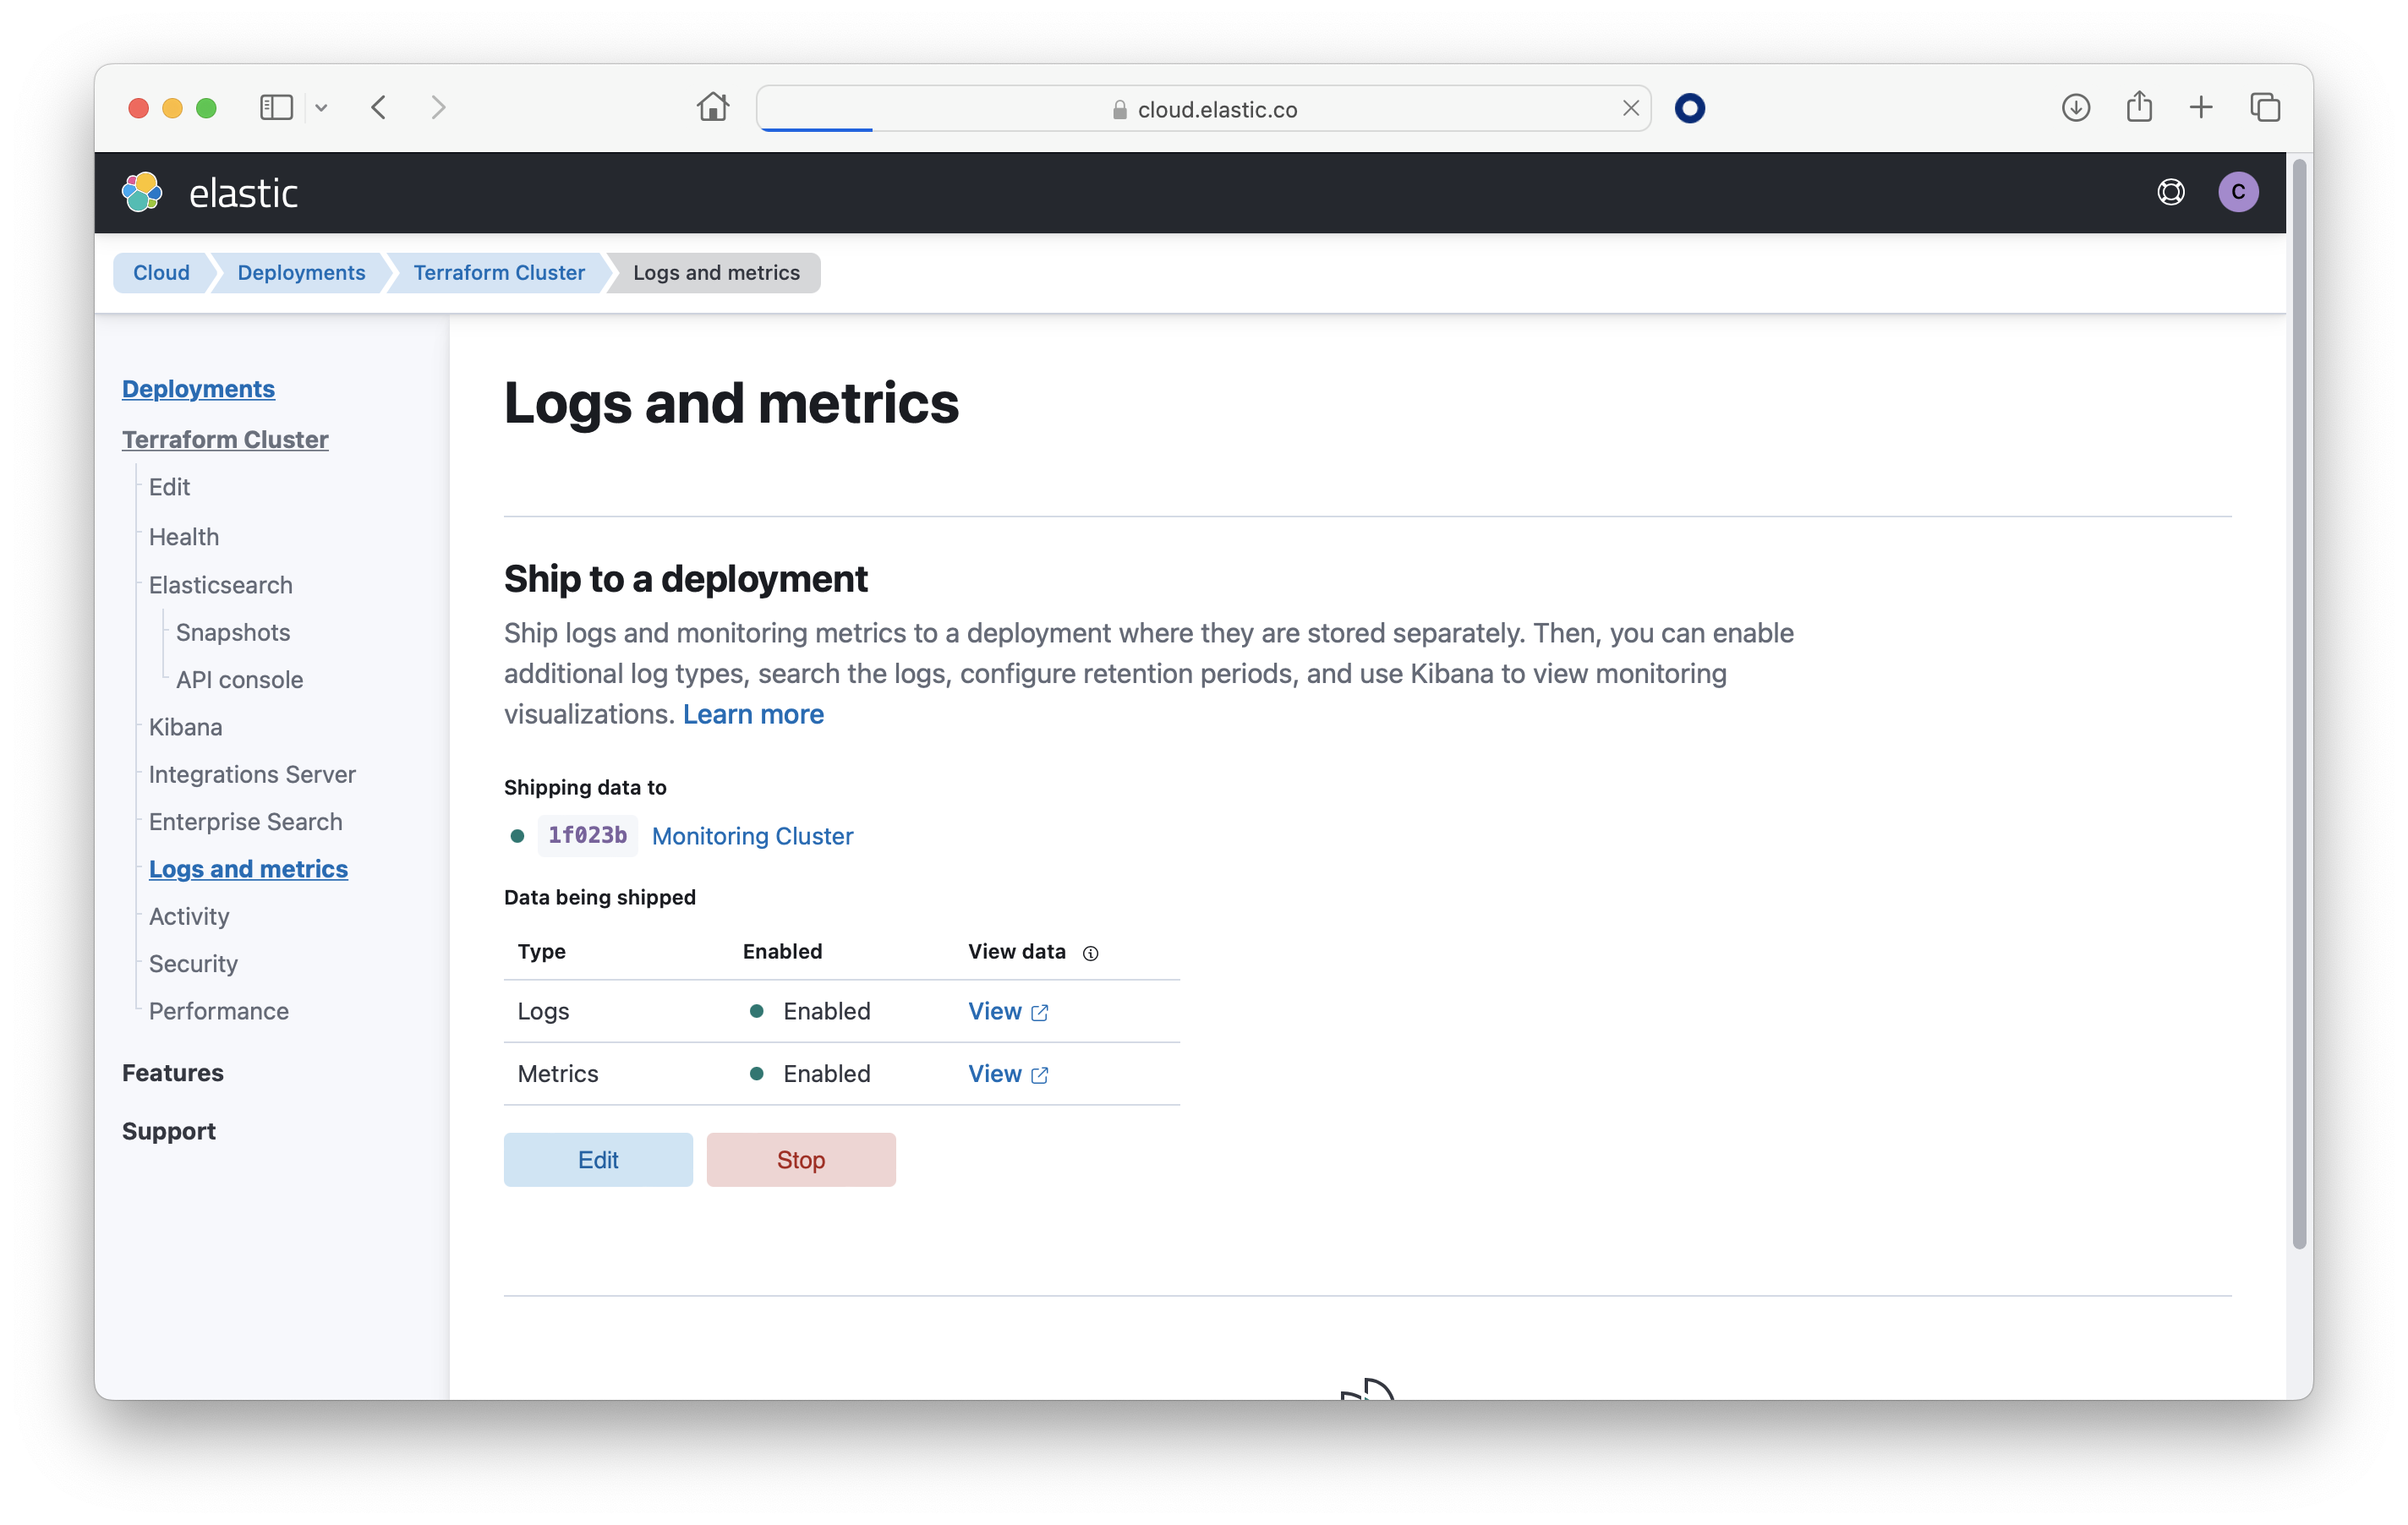 cloud.elastic.co
elastic
C
Cloud
Deployments
Terraform Cluster
Logs and metrics
Deployments
Terraform Cluster
Edit
Health
Elasticsearch
Snapshots
API console
Kibana
Integrations Server
Enterprise Search
Logs and metrics
Activity
Security
Performance
Features
Support
Logs and metrics
Ship to a deployment
Ship logs and monitoring metrics to a deployment where they are stored separately. Then, you can enable
additional log types, search the logs, configure retention periods, and use Kibana to view monitoring
visualizations. Learn more
Shipping data to
1f023b Monitoring Cluster
Data being shipped
Type Enabled View data
Logs Enabled View
Metrics Enabled View
Edit Stop